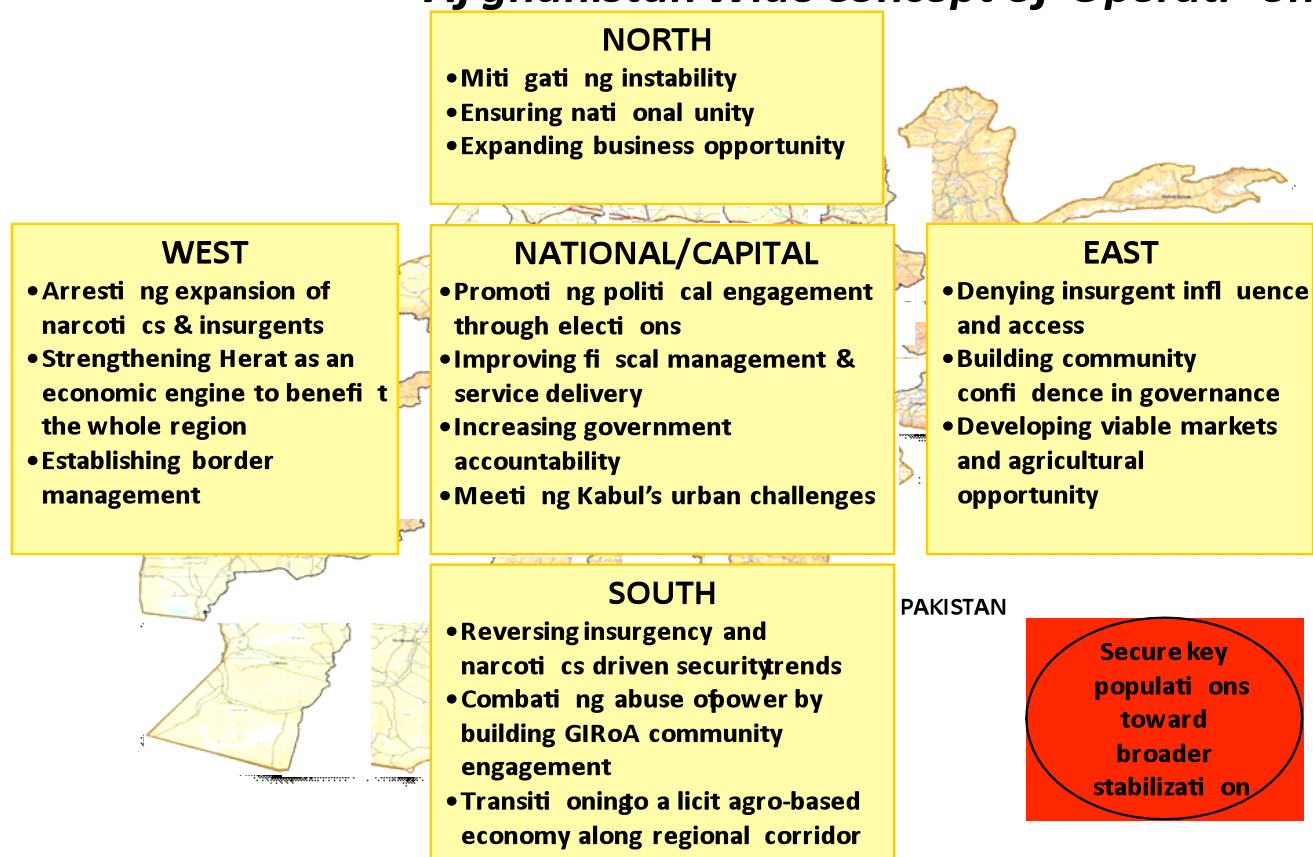 Afghanistan Wide Concept of Operation
NORTH
•Mitigating instability
•Ensuring national unity
•Expanding business opportunity
WEST
•Arresting expansion of
narcotics & insurgents
•Strengthening Herat as an
economic engine to benefit
the whole region
•Establishing border
management
NATIONAL/CAPITAL
•Promoting political engagement
through elections
•Improving fiscal management &
service delivery
•Increasing government
accountability
•Meeting Kabul’s urban challenges
EAST
•Denying insurgent influence
and access
•Building community
confidence in governance
•Developing viable markets
and agricultural
opportunity
SOUTH
•Reversing insurgency and
narcotics driven security trends
•Combating abuse of power by
building GIRoA community
engagement
•Transitioning to a licit agro-based
economy along regional corridor
PAKISTAN
Secure key
populations
toward
broader
stabilization